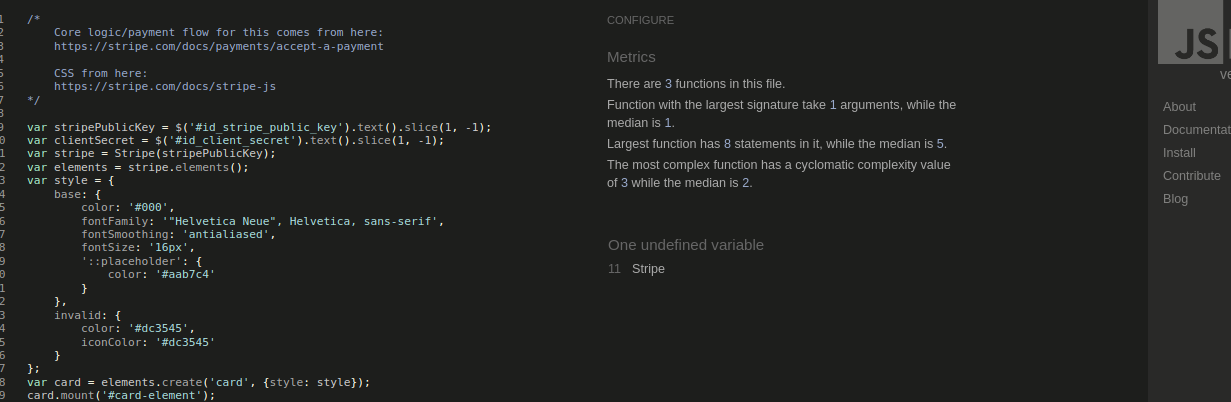 1 /*
2 Core logic/payment flow for this comes from here:
3 https://stripe.com/docs/payments/accept-a-payment
4
5 CSS from here:
6 https://stripe.com/docs/stripe-js
7 */
8
9 var stripePublicKey = $('#id_stripe_public_key').text().slice(1, -1);
0 var clientSecret = $('#id_client_secret').text().slice(1, -1);
1 var stripe = Stripe(stripePublicKey);
2 var elements = stripe.elements();
3 var style = {
4 base: {
5 color: '#000',
6 fontFamily: '"Helvetica Neue", Helvetica, sans-serif',
7 fontSmoothing: 'antialiased',
8 fontSize: '16px',
9 '::placeholder': {
0 color: '#aab7c4'
1 }
2 },
3 invalid: {
4 color: '#dc3545',
5 iconColor: '#dc3545'
6 }
7 };
8 var card = elements.create('card', {style: style});
9 card.mount('#card-element');
CONFIGURE
Metrics
There are 3 functions in this file.
Function with the largest signature take 1 arguments, while the
median is 1.
Largest function has 8 statements in it, while the median is 5.
The most complex function has a cyclomatic complexity value
of 3 while the median is 2.
One undefined variable
11 Stripe
JS
ve
About
Documentat
Install
Contribute
Blog